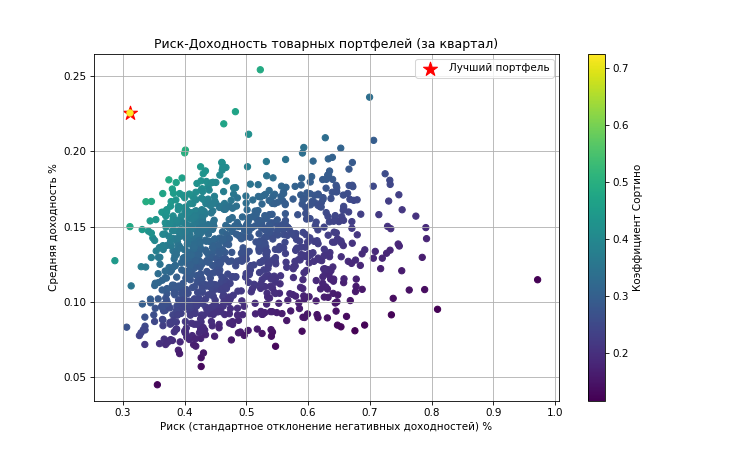 Риск-Доходность товарных портфелей (за квартал)
Лучший портфель
Средняя доходность %
0.25
0.20
0.15
0.10
0.05
0.3 0.4 0.5 0.6 0.7 0.8 0.9 1.0
Риск (стандартное отклонение негативных доходностей) %
0.7
0.6
0.5
0.4
0.3
0.2
Коэффициент Сортино